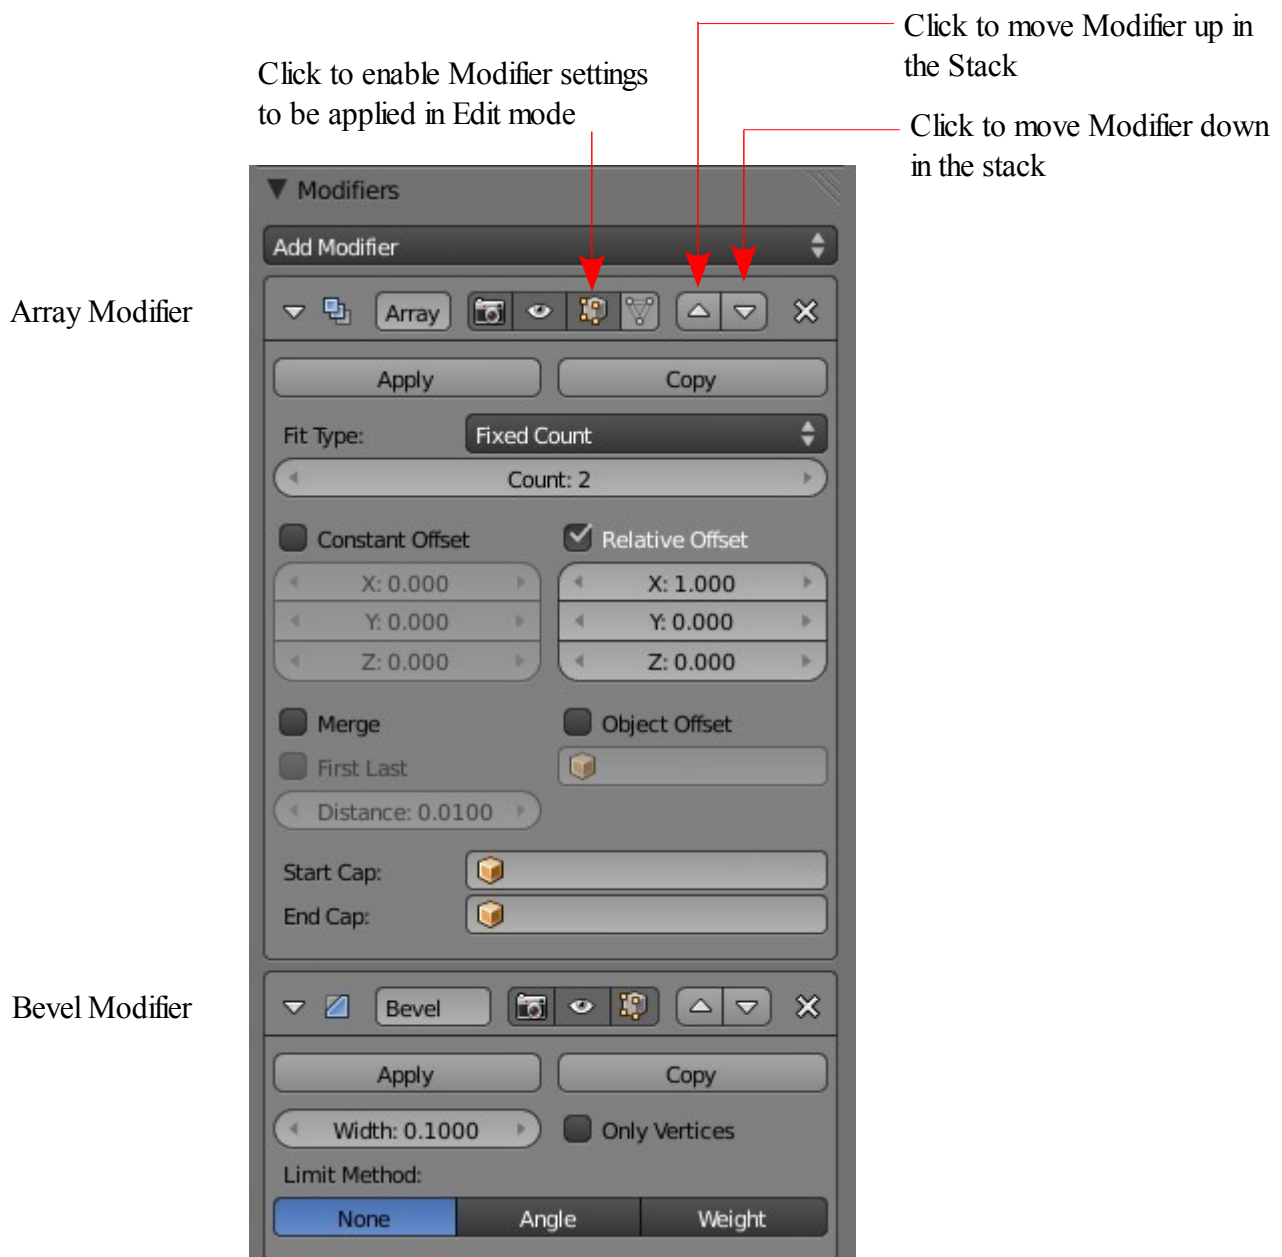 Click to move Modifier up in
the Stack
Click to enable Modifier settings
to be applied in Edit mode
Click to move Modifier down
in the stack
Modifiers
Add Modifier
Array Modifier
Array
Apply
Copy
Fit Type:
Fixed Count
Count: 2
Constant Offset
Relative Offset
X: 0.000
X: 1.000
Y: 0.000
Y: 0.000
Z: 0.000
Z: 0.000
Merge
Object Offset
First Last
Distance: 0.0100
Start Cap:
End Cap:
Bevel Modifier
Bevel
Apply
Copy
Width: 0.1000
Only Vertices
Limit Method:
None
Angle
Weight